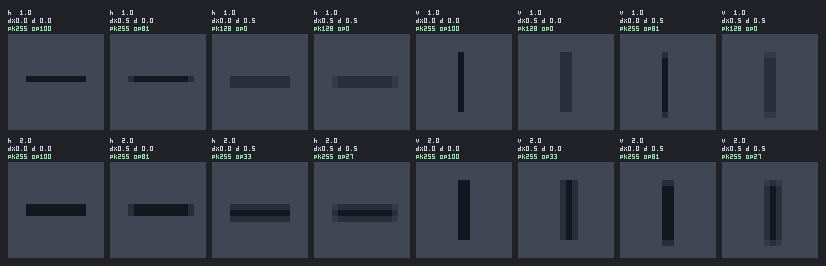 h 1.0
dx0.0 d 0.0
pk255 op100
h 1.0
dx0.5 d 0.0
pk255 op81
h 1.0
dx0.0 d 0.5
pk128 op0
h 1.0
dx0.5 d 0.5
pk128 op0
v 1.0
dx0.0 d 0.0
pk255 op100
v 1.0
dx0.5 d 0.0
pk128 op0
v 1.0
dx0.0 d 0.5
pk255 op81
v 1.0
dx0.5 d 0.5
pk128 op0
h 2.0
dx0.0 d 0.0
pk255 op100
h 2.0
dx0.5 d 0.0
pk255 op81
h 2.0
dx0.0 d 0.5
pk255 op33
h 2.0
dx0.5 d 0.5
pk255 op27
v 2.0
dx0.0 d 0.0
pk255 op100
v 2.0
dx0.5 d 0.0
pk255 op33
v 2.0
dx0.0 d 0.5
pk255 op81
v 2.0
dx0.5 d 0.5
pk255 op27